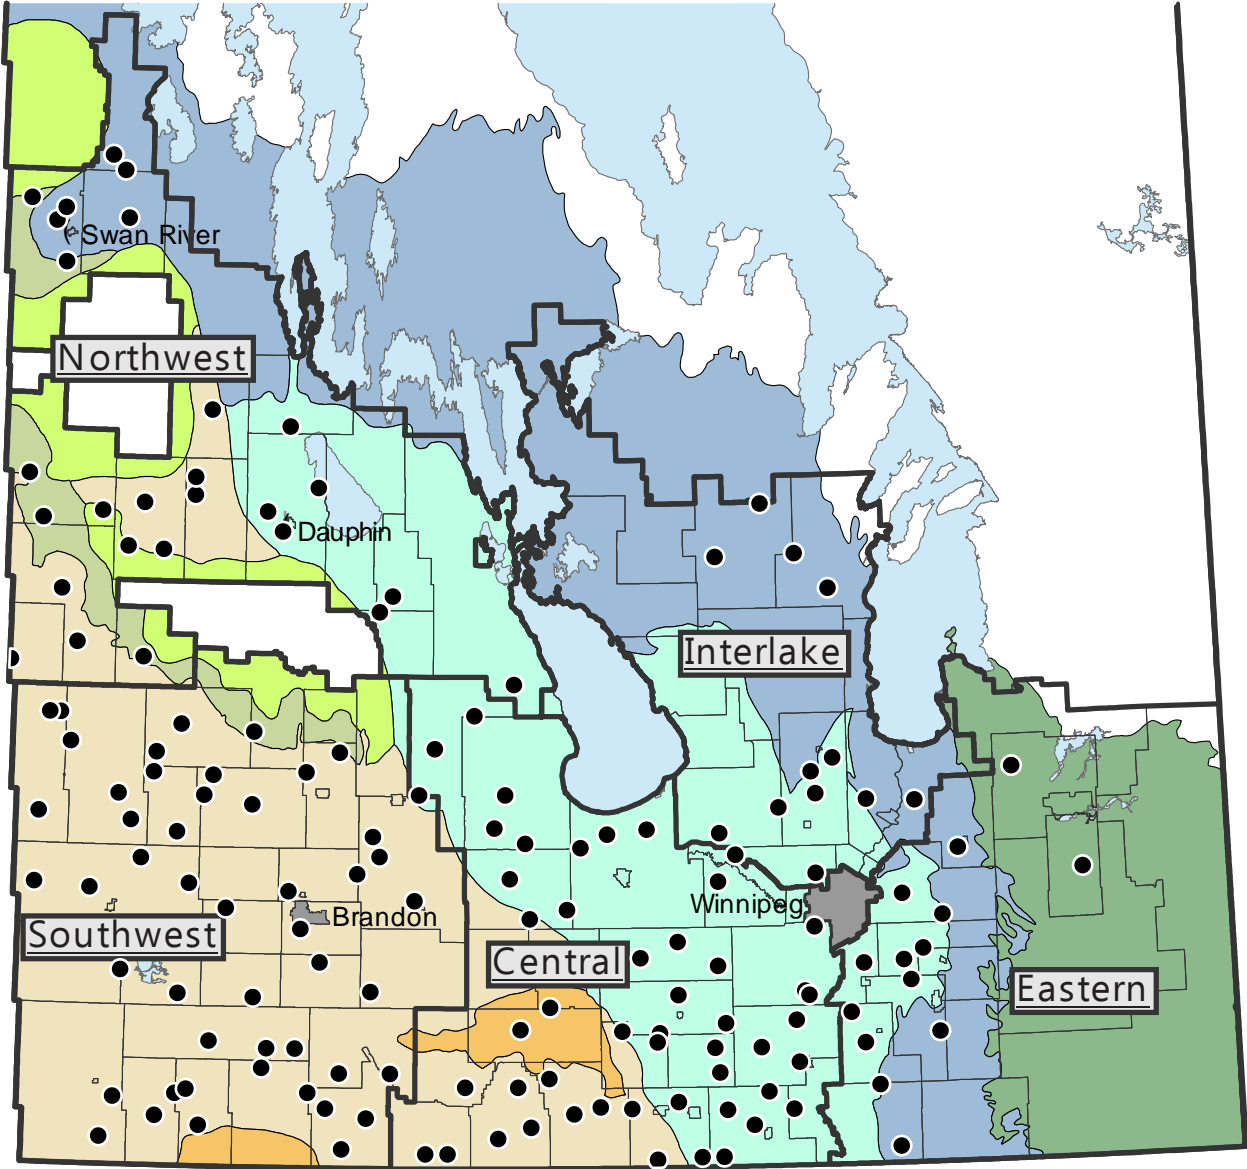 Swan River
Northwest
Dauphin
Interlake
Winnipeg
Brandon
Southwest
Central
Eastern